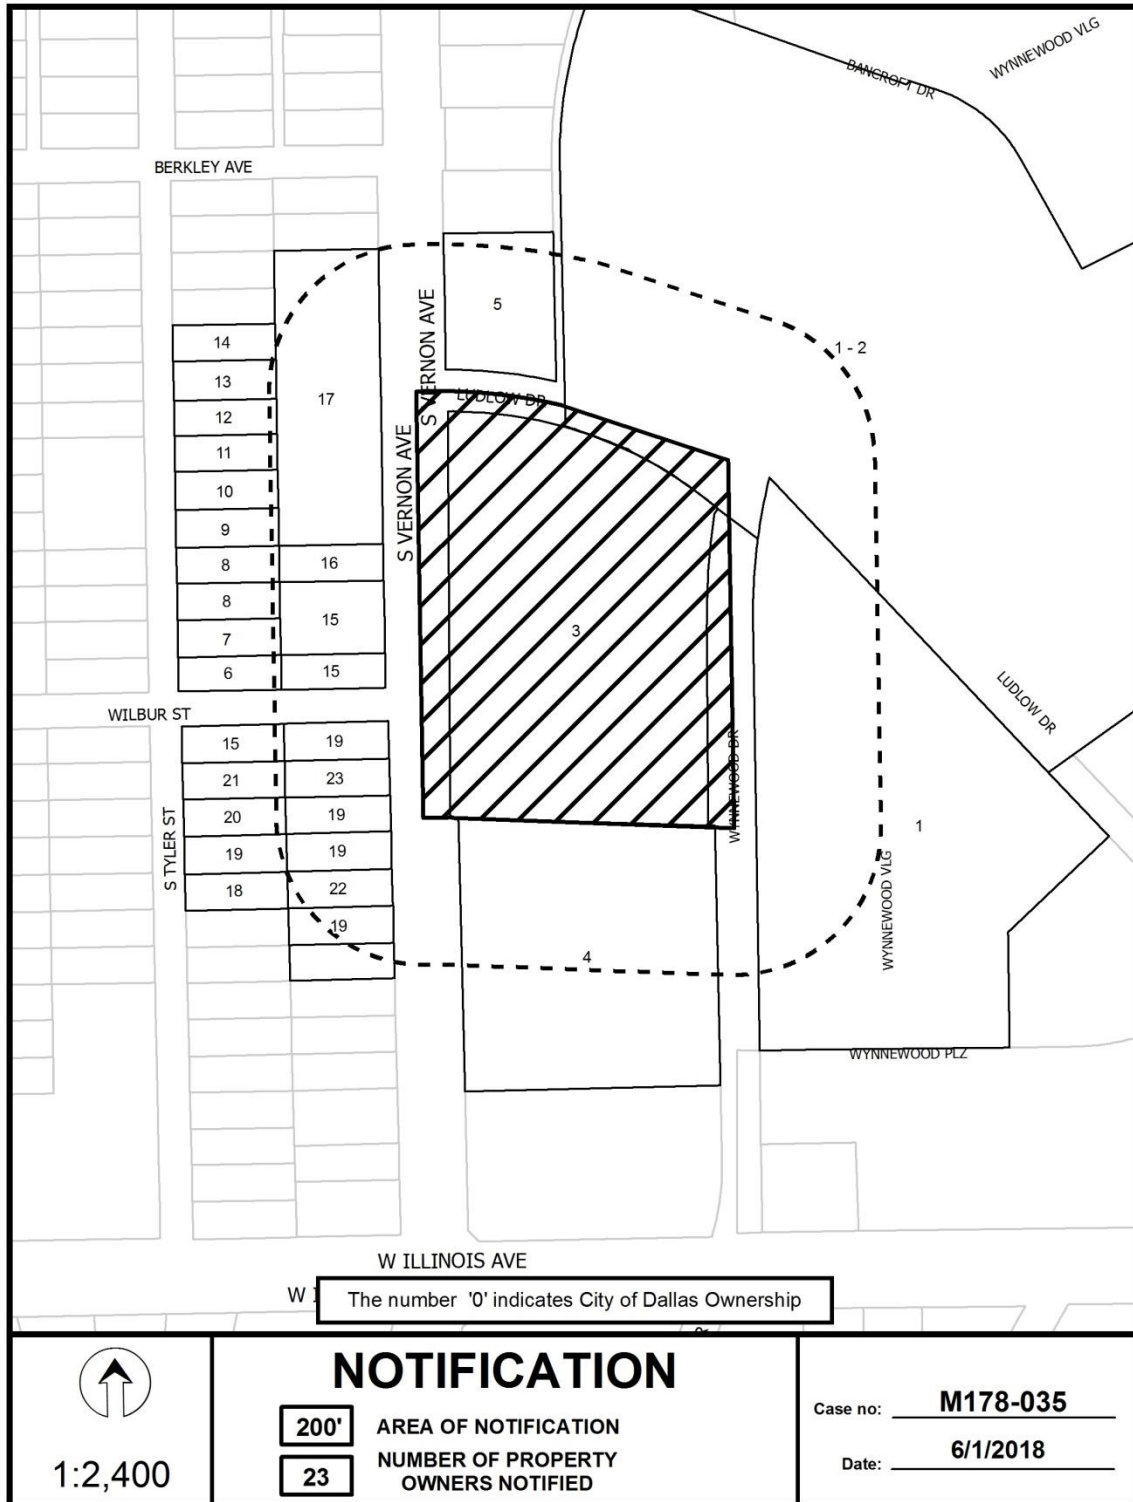 WYNNEWOOD VLG
BANCROFT DR
BERKLEY AVE
5
S VERNON AVE
1 - 2
14
13
17
LUDLOW DR
12
11
S VERNON AVE
10
9
8
16
8
15
3
7
6
15
LUDLOW DR
WILBUR ST
15
19
21
23
WYNNEWOOD DR
20
19
S TYLER ST
1
19
19
18
22
WYNNEWOOD VLG
19
4
WYNNEWOOD PLZ
W ILLINOIS AVE
W I
The number '0' indicates City of Dallas Ownership
1:2,400
NOTIFICATION
200' AREA OF NOTIFICATION
23 NUMBER OF PROPERTY
OWNERS NOTIFIED
Case no: M178-035
Date: 6/1/2018